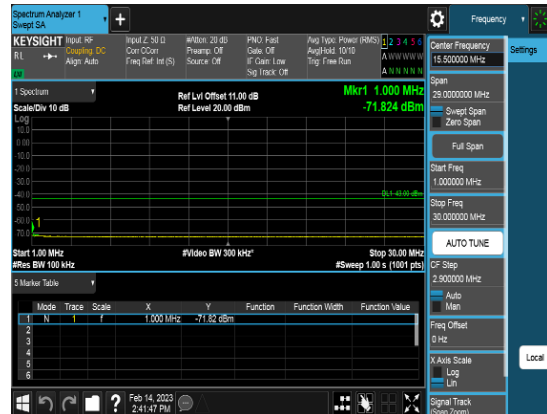 Spectrum Analyzer 1
Swept SA
+
Frequency
KEYSIGHT
Input: RF
Coupling: DC
Align: Auto
Input Z: 50 Ω
Corr CCorr
Freq Ref: Int (S)
#Atten: 20 dB
Preamp: Off
Source: Off
PNO: Fast
Gate: Off
IF Gain: Low
Sig Track: Off
Avg Type: Power (RMS)
Avg|Hold: 10/10
Trig: Free Run
1 2 3 4 5 6
A W W W W W
A N N N N N
RL
LXI
1 Spectrum
Scale/Div 10 dB
Ref Lvl Offset 11.00 dB
Ref Level 20.00 dBm
Mkr1 1.000 MHz
-71.824 dBm
Log
10.0
0.00
-10.0
-20.0
-30.0
-40.0
-50.0
-60.0
-70.0
DL1 -43.00 dBm
1
Start 1.00 MHz
#Res BW 100 kHz
#Video BW 300 kHz*
Stop 30.00 MHz
#Sweep 1.00 s (1001 pts)
5 Marker Table
Mode Trace Scale X Y Function Function Width Function Value
1 N 1 f 1.000 MHz -71.82 dBm
2
3
4
5
6
Feb 14, 2023
2:41:47 PM
Center Frequency
15.500000 MHz
Settings
Span
29.0000000 MHz
Swept Span
Zero Span
Full Span
Start Freq
1.000000 MHz
Stop Freq
30.000000 MHz
AUTO TUNE
CF Step
2.900000 MHz
Auto
Man
Freq Offset
0 Hz
X Axis Scale
Log
Lin
Local
Signal Track
(Span Zoom)